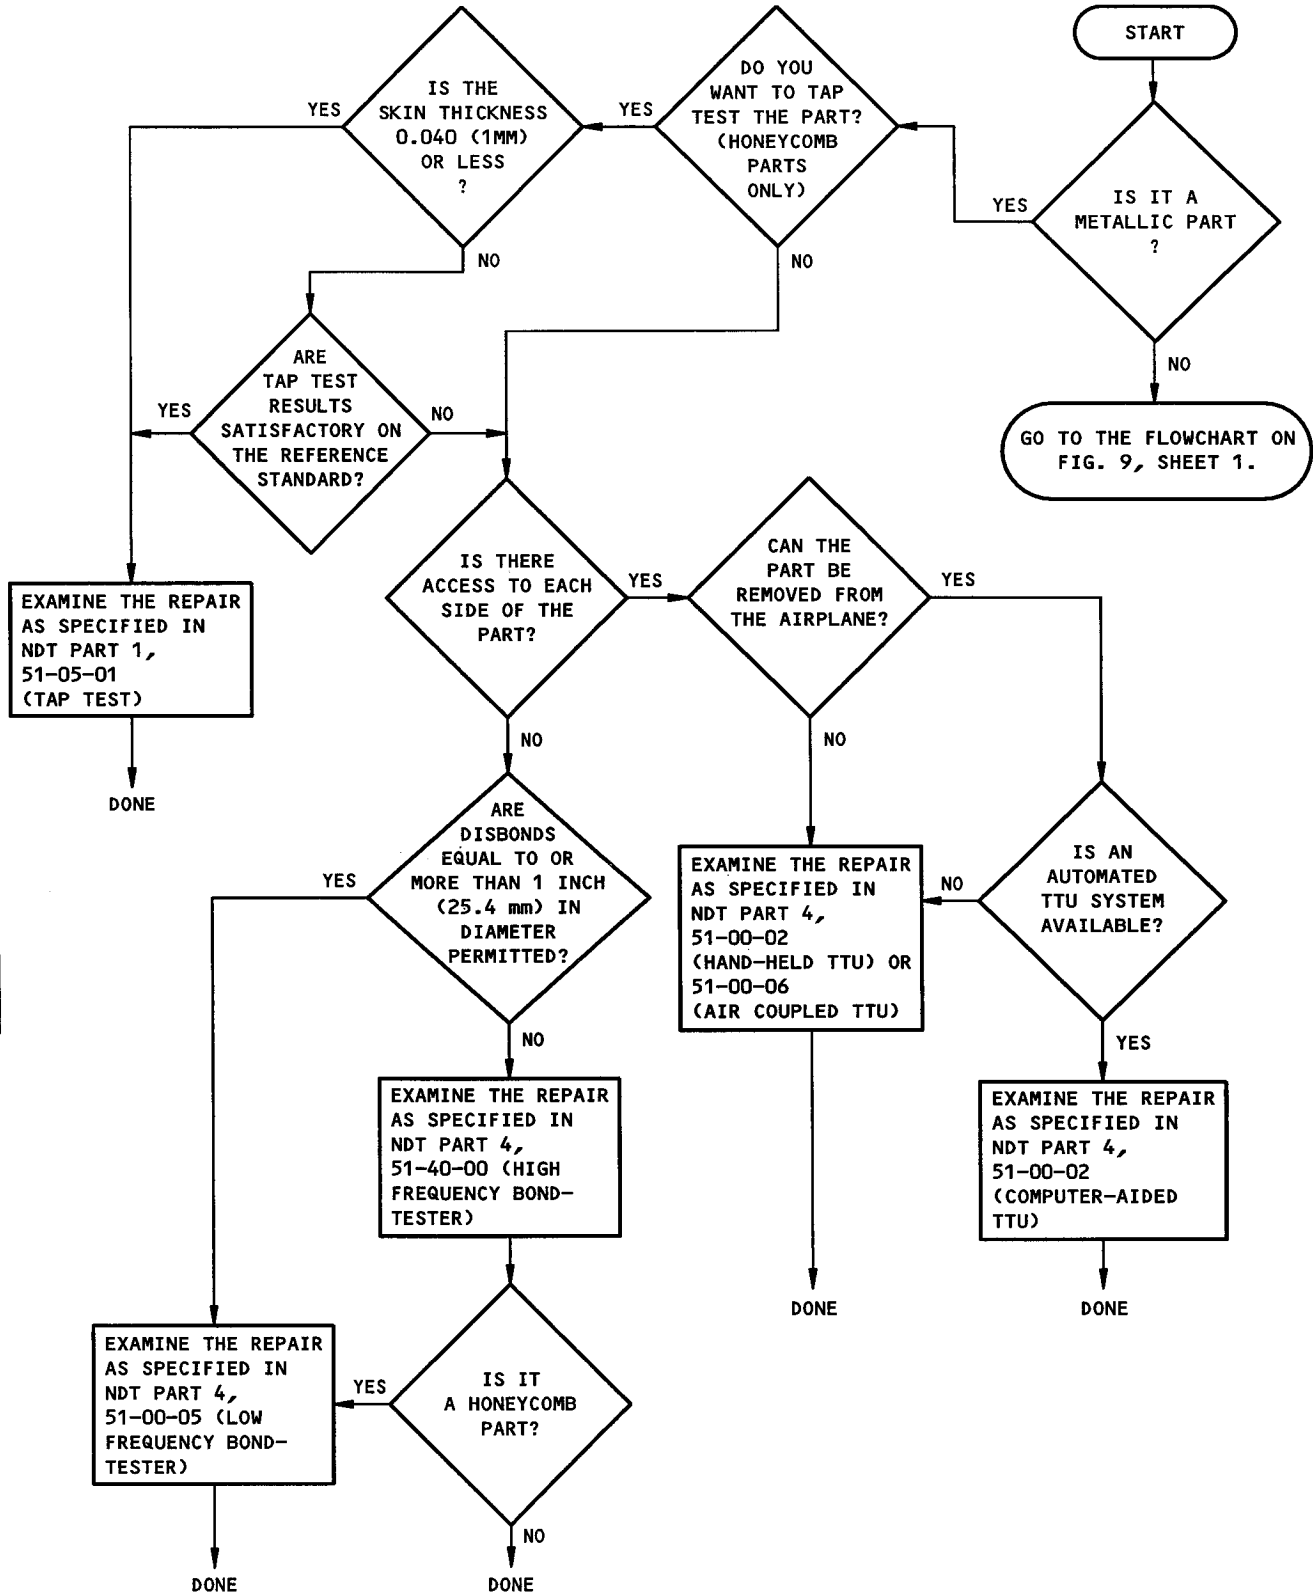 START
IS IT A
METALLIC PART
?
YES
NO
GO TO THE FLOWCHART ON
FIG. 9, SHEET 1.
DO YOU
WANT TO TAP
TEST THE PART?
(HONEYCOMB
PARTS
ONLY)
YES
NO
IS THE
SKIN THICKNESS
0.040 (1MM)
OR LESS
?
YES
NO
ARE
TAP TEST
RESULTS
SATISFACTORY ON
THE REFERENCE
STANDARD?
YES
NO
EXAMINE THE REPAIR
AS SPECIFIED IN
NDT PART 1,
51-05-01
(TAP TEST)
DONE
IS THERE
ACCESS TO EACH
SIDE OF THE
PART?
YES
NO
CAN THE
PART BE
REMOVED FROM
THE AIRPLANE?
YES
NO
IS AN
AUTOMATED
TTU SYSTEM
AVAILABLE?
NO
YES
EXAMINE THE REPAIR
AS SPECIFIED IN
NDT PART 4,
51-00-02
(HAND-HELD TTU) OR
51-00-06
(AIR COUPLED TTU)
DONE
EXAMINE THE REPAIR
AS SPECIFIED IN
NDT PART 4,
51-00-02
(COMPUTER-AIDED
TTU)
DONE
ARE
DISBONDS
EQUAL TO OR
MORE THAN 1 INCH
(25.4 mm) IN
DIAMETER
PERMITTED?
YES
NO
EXAMINE THE REPAIR
AS SPECIFIED IN
NDT PART 4,
51-40-00 (HIGH
FREQUENCY BOND-
TESTER)
IS IT
A HONEYCOMB
PART?
YES
NO
EXAMINE THE REPAIR
AS SPECIFIED IN
NDT PART 4,
51-00-05 (LOW
FREQUENCY BOND-
TESTER)
DONE
DONE